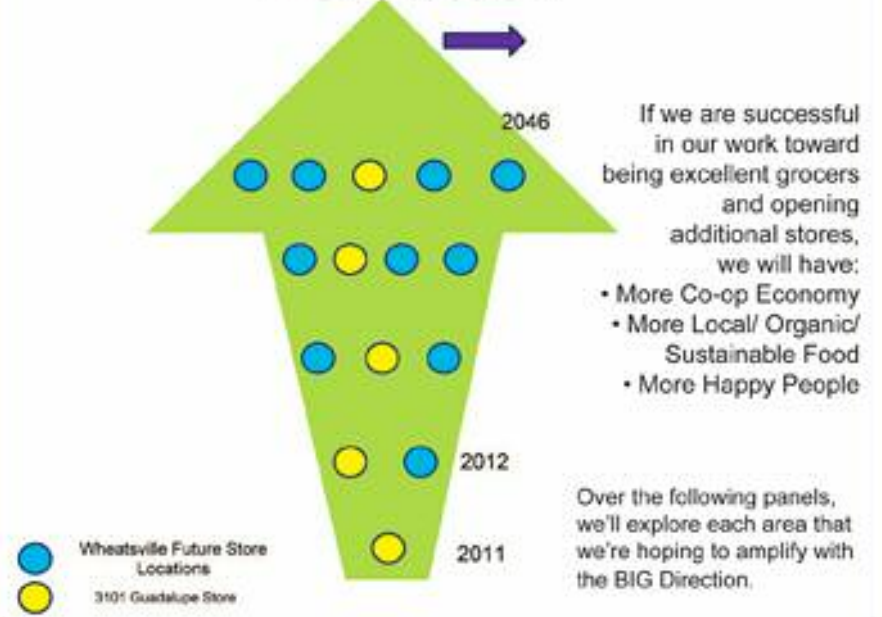 2046
If we are successful
in our work toward
being excellent grocers
and opening
additional stores,
we will have:
• More Co-op Economy
• More Local/ Organic/
Sustainable Food
• More Happy People
2012
2011
Over the following panels,
we'll explore each area that
we're hoping to amplify with
the BIG Direction.
Wheatsville Future Store
Locations
3101 Guadalupe Store